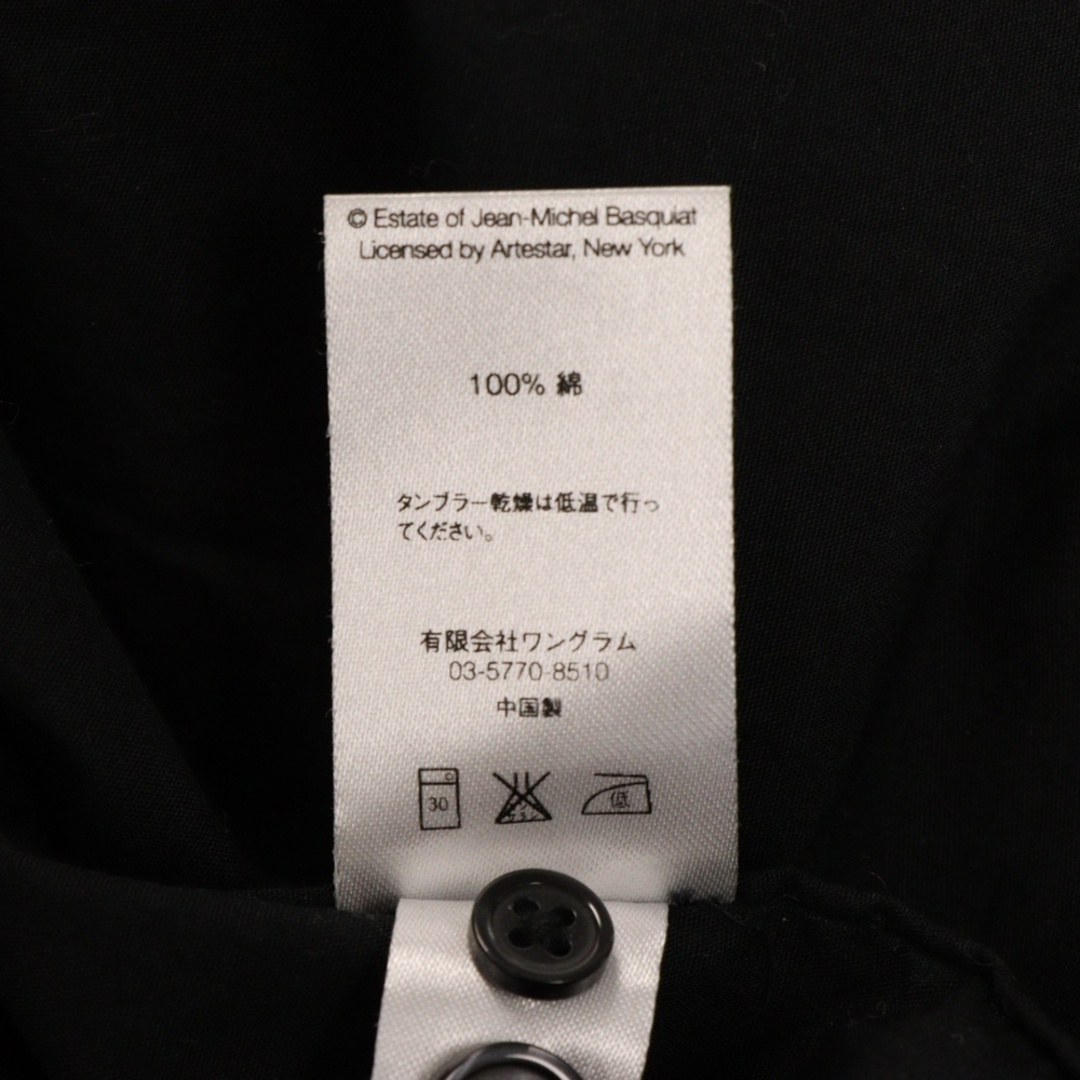 © Estate of Jean-Michel Basquiat
Licensed by Artestar, New York
100% 綿
タンブラー乾燥は低温で行っ
てください。
有限会社ワングラム
03-5770-8510
中国製
30 低